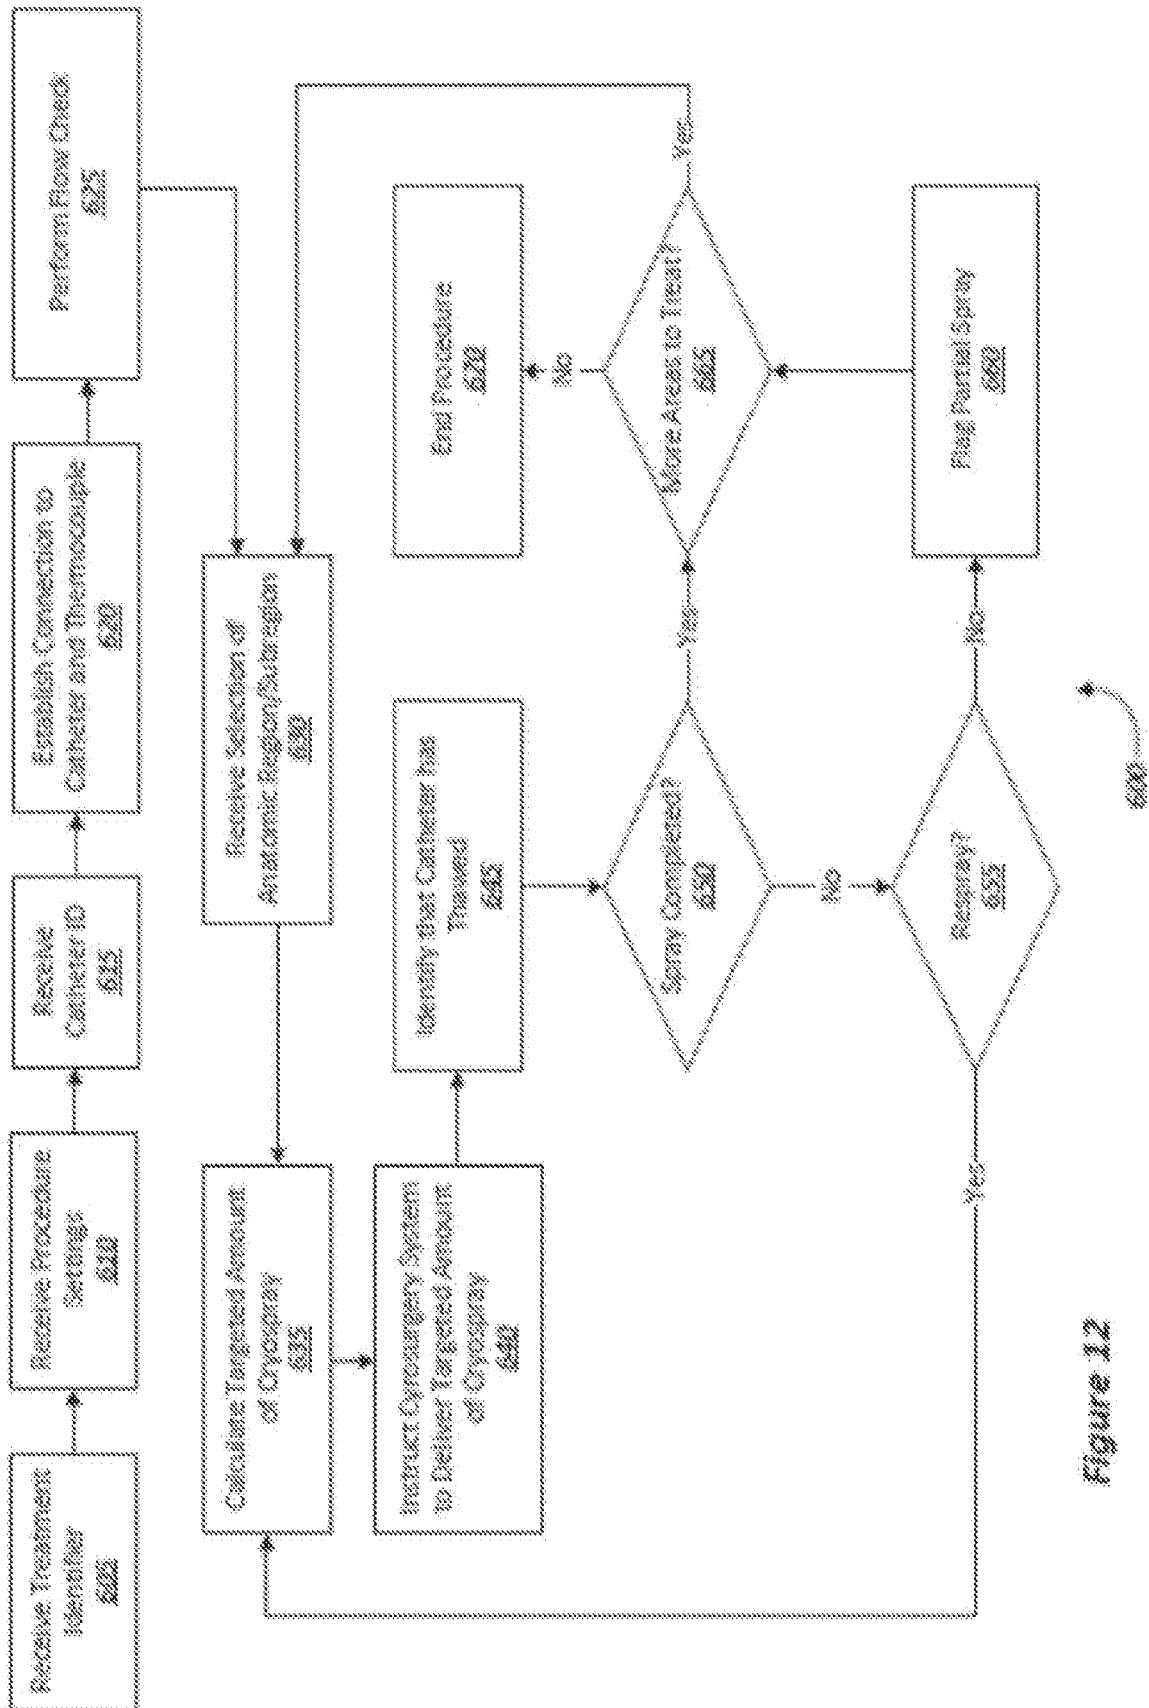 Receive Treatment
Identifier
605
Receive Procedure
Settings
610
Receive
Catheter ID
615
Establish Connection to
Catheter and Thermocouple
620
Perform Flow Check
625
Receive Selection of
Anatomic Region/Subregion
630
Calculate Targeted Amount
of Cryospray
635
Instruct Cyrosurgery System
to Deliver Targeted Amount
of Cryospray
640
Identify that Catheter has
Thawed
645
Spray Completed?
650
Yes
No
Respray?
655
Yes
No
Flag Partial Spray
660
More Areas to Treat?
665
Yes
No
End Procedure
670
600
Figure 12